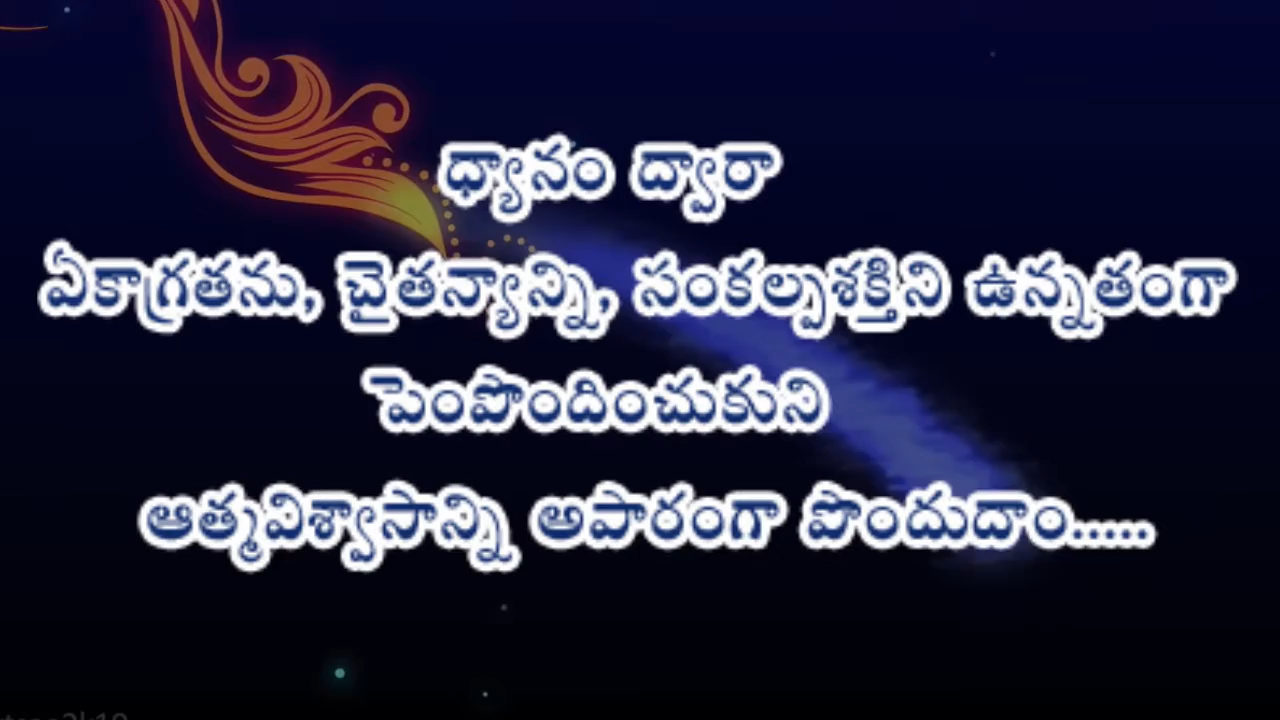 ధ్యానం ద్వారా
ఏకాగ్రతను, చైతన్యాన్ని, సంకల్పశక్తిని ఉన్నతంగా
పెంపొందించుకుని
ఆత్మవిశ్వాసాన్ని అపారంగా పొందుదాం.....